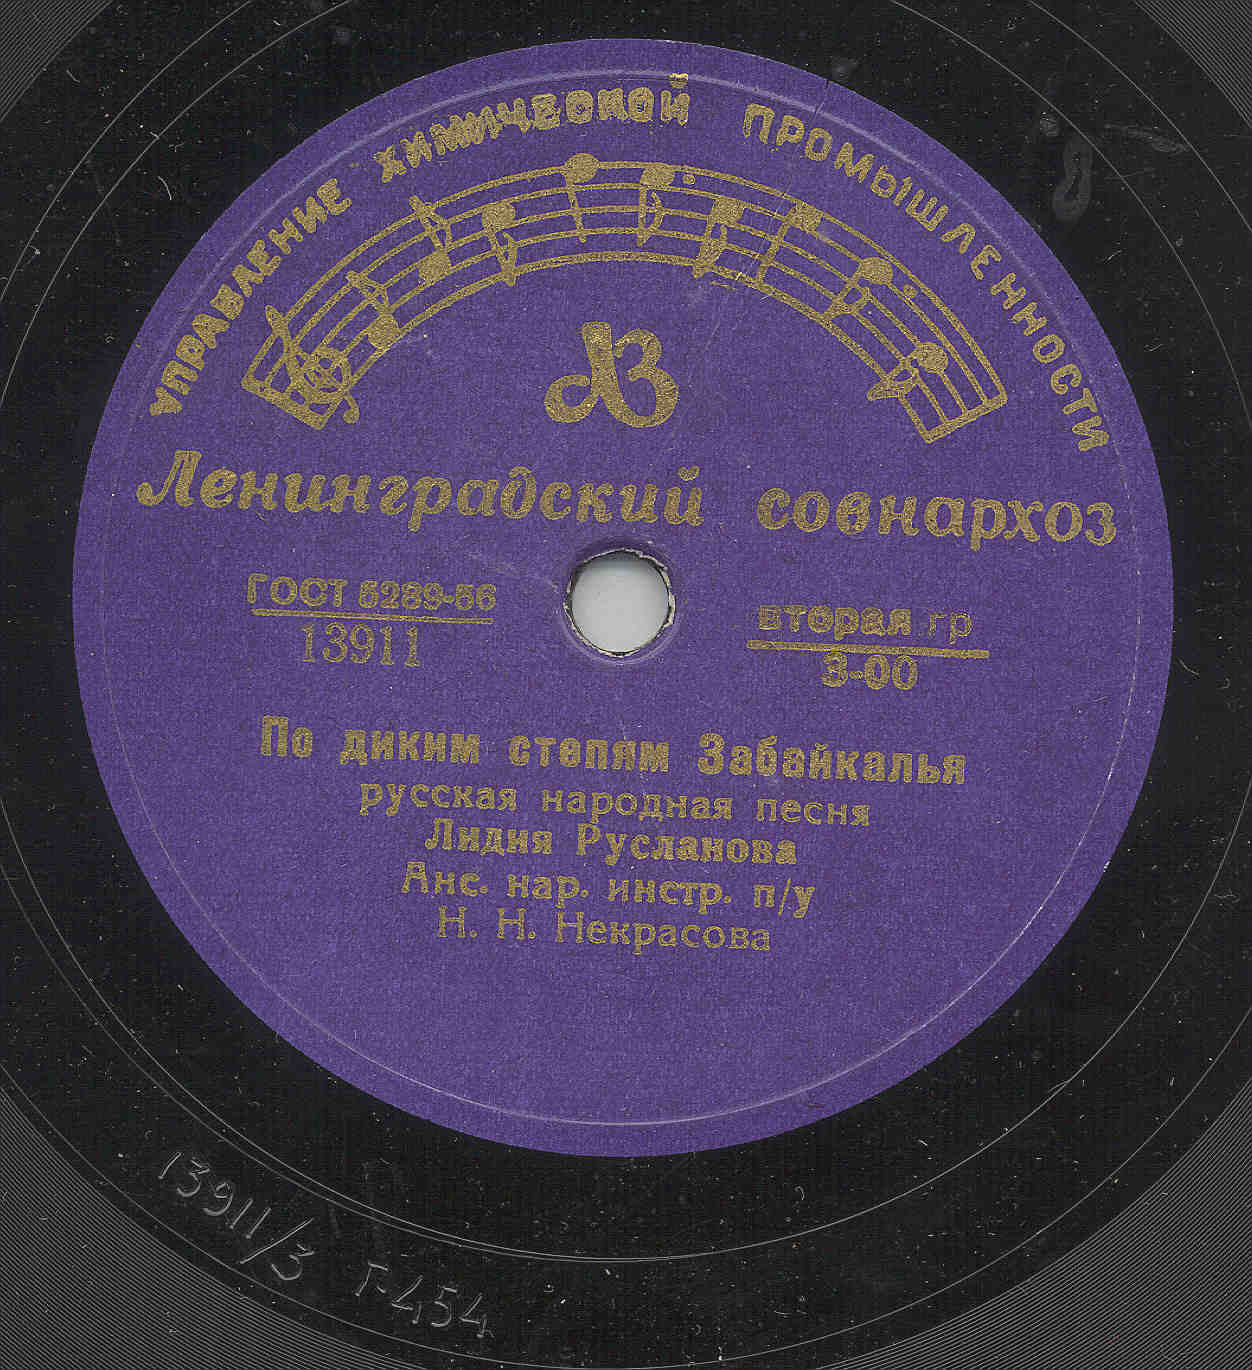 УПРАВЛЕНИЕ ХИМИЧЕСКОЙ ПРОМЫШЛЕННОСТИ
Ленинградский совнархоз
ГОСТ 5289-56
13911
вторая гр
3-00
По диким степям Забайкалья
русская народная песня
Лидия Русланова
Анс. нар. инстр. п/у
Н. Н. Некрасова
13911/3 Т-454